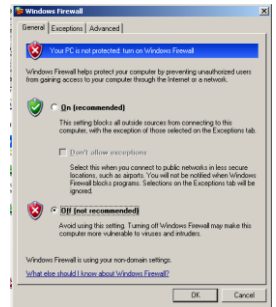 Windows Firewall
General Exceptions Advanced
Your PC is not protected: turn on Windows Firewall
Windows Firewall helps protect your computer by preventing unauthorized users
from gaining access to your computer through the Internet or a network.
On (recommended)
This setting blocks all outside sources from connecting to this
computer, with the exception of those selected on the Exceptions tab.
Don't allow exceptions
Select this when you connect to public networks in less secure
locations, such as airports. You will not be notified when Windows
Firewall blocks programs. Selections on the Exceptions tab will be
ignored.
Off (not recommended)
Avoid using this setting. Turning off Windows Firewall may make this
computer more vulnerable to viruses and intruders.
Windows Firewall is using your non-domain settings.
What else should I know about Windows Firewall?
OK Cancel